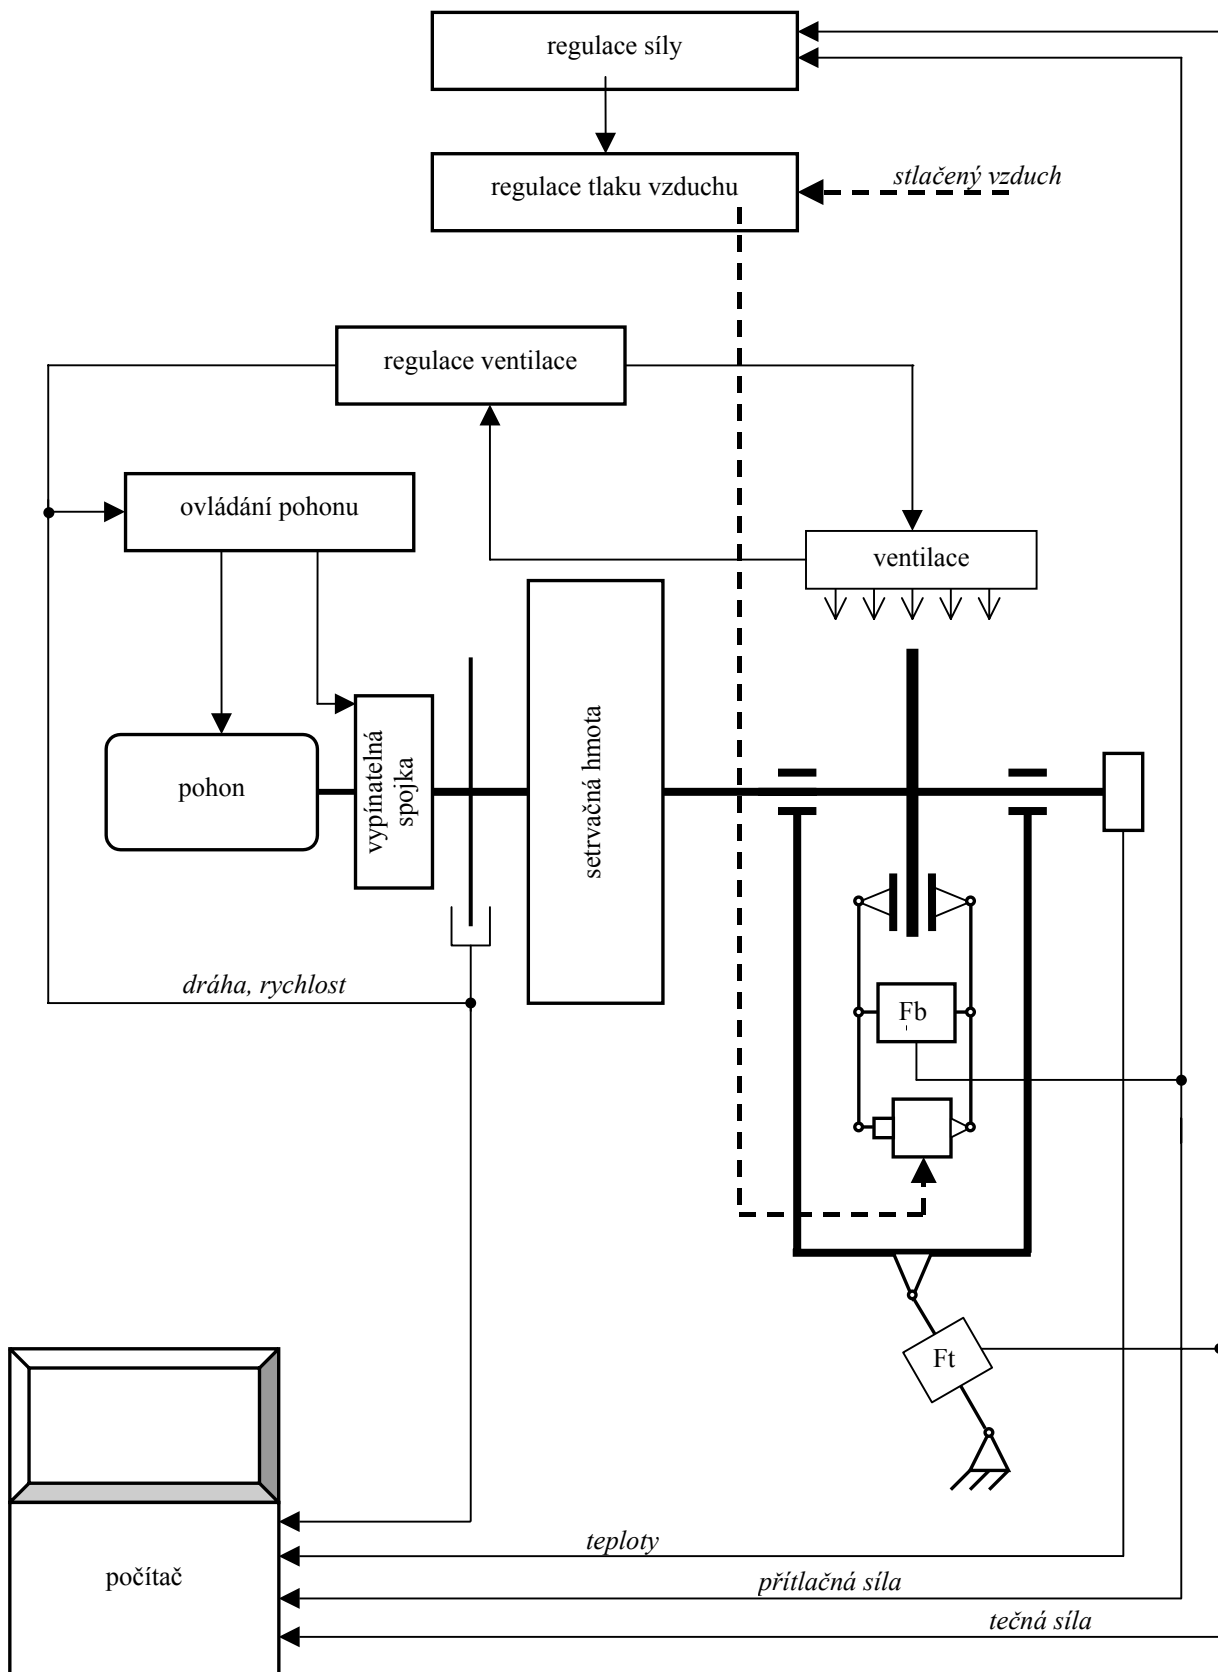 regulace síly
regulace tlaku vzduchu
stlačený vzduch
regulace ventilace
ovládání pohonu
ventilace
pohon
vypínatelná
spojka
setrvačná hmota
dráha, rychlost
Fb
Ft
počítač
teploty
přítlačná síla
tečná síla